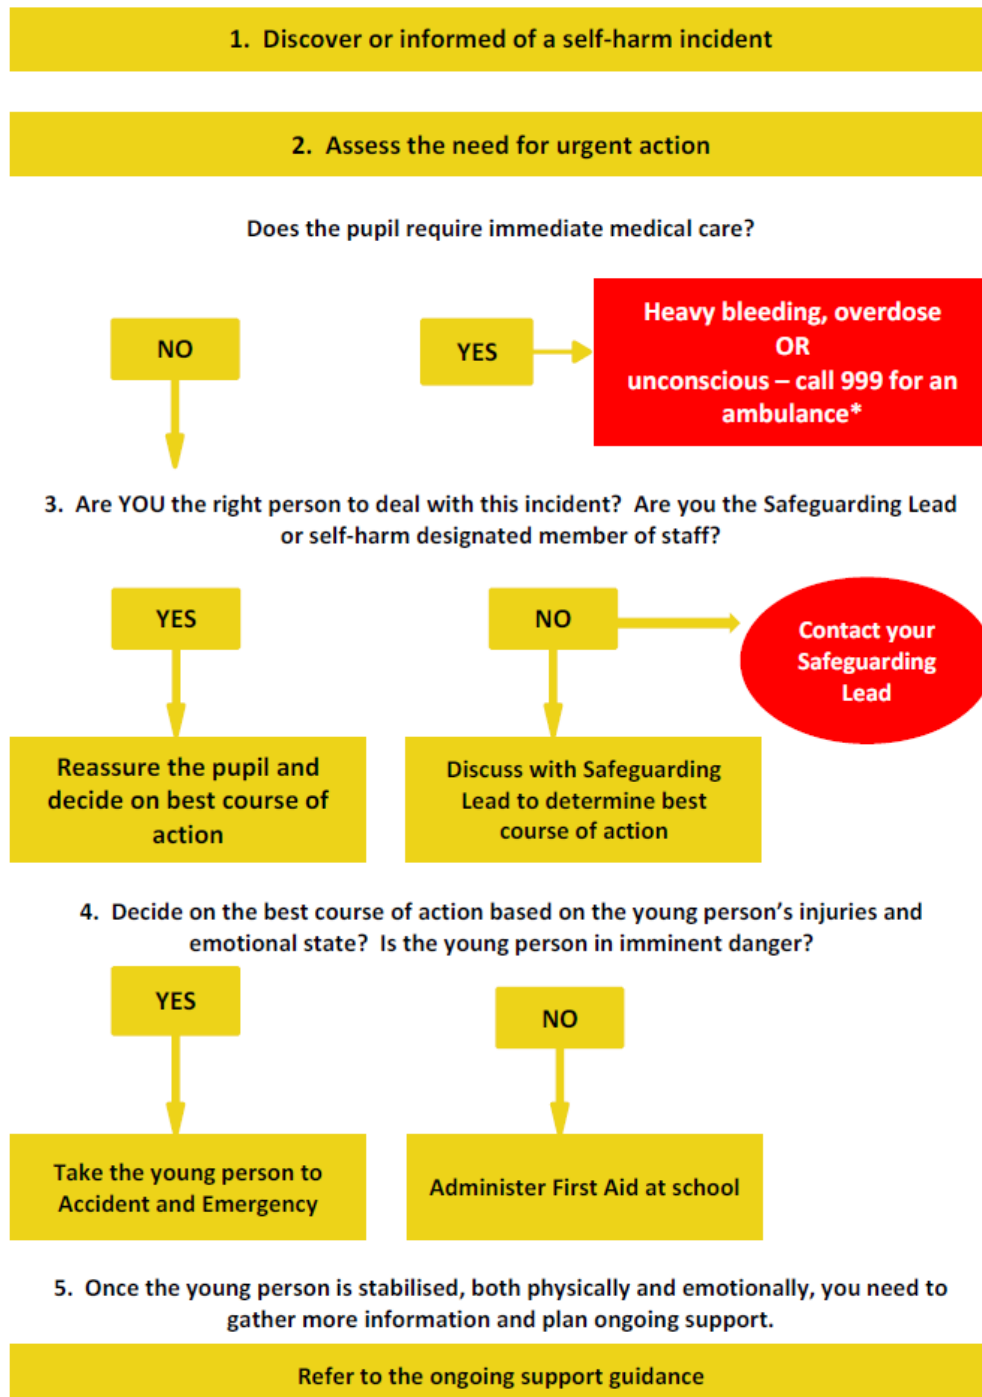 1. Discover or informed of a self-harm incident
2. Assess the need for urgent action
Does the pupil require immediate medical care?
NO
YES
Heavy bleeding, overdose
OR
unconscious – call 999 for an
ambulance*
3. Are YOU the right person to deal with this incident? Are you the Safeguarding Lead
or self-harm designated member of staff?
YES
NO
Contact your
Safeguarding
Lead
Reassure the pupil and
decide on best course of
action
Discuss with Safeguarding
Lead to determine best
course of action
4. Decide on the best course of action based on the young person’s injuries and
emotional state? Is the young person in imminent danger?
YES
NO
Take the young person to
Accident and Emergency
Administer First Aid at school
5. Once the young person is stabilised, both physically and emotionally, you need to
gather more information and plan ongoing support.
Refer to the ongoing support guidance